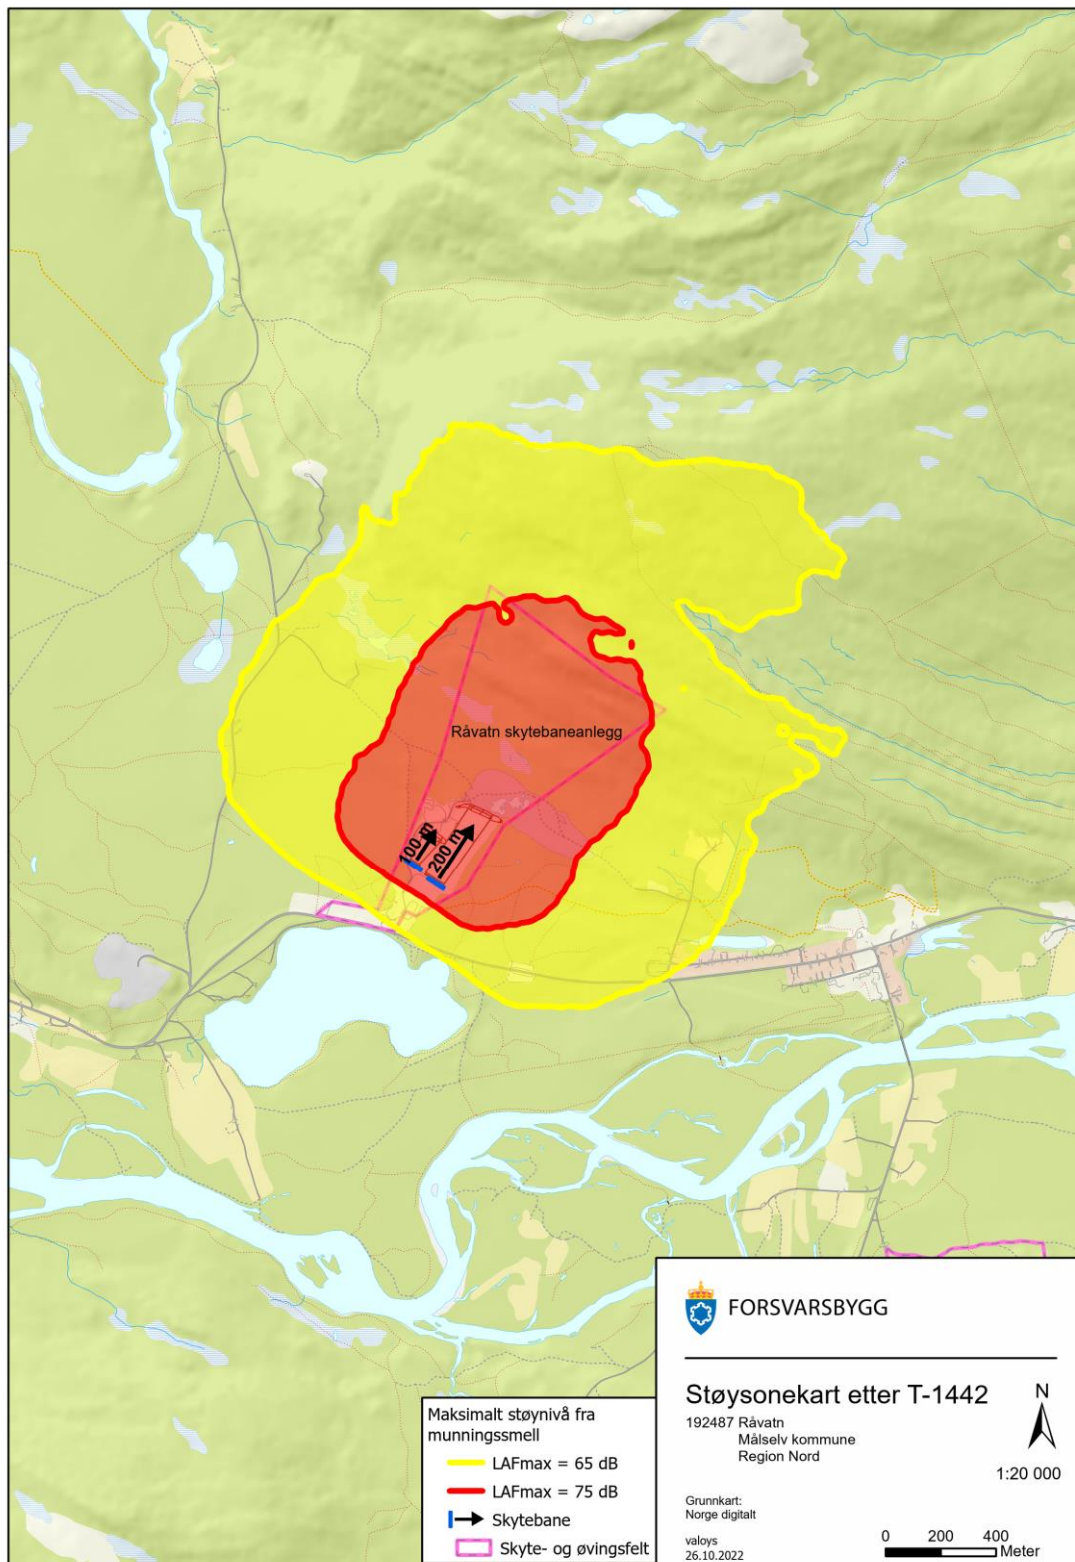 Råvatn skytebaneanlegg
100 m
200 m
Maksimalt støynivå fra
munningssmell
LAFmax = 65 dB
LAFmax = 75 dB
Skytebane
Skyte- og øvingsfelt
FORSVARSBYGG
Støysonekart etter T-1442
192487 Råvatn
Målselv kommune
Region Nord
N
1:20 000
Grunnkart:
Norge digitalt
valoys
26.10.2022
0 200 400
Meter